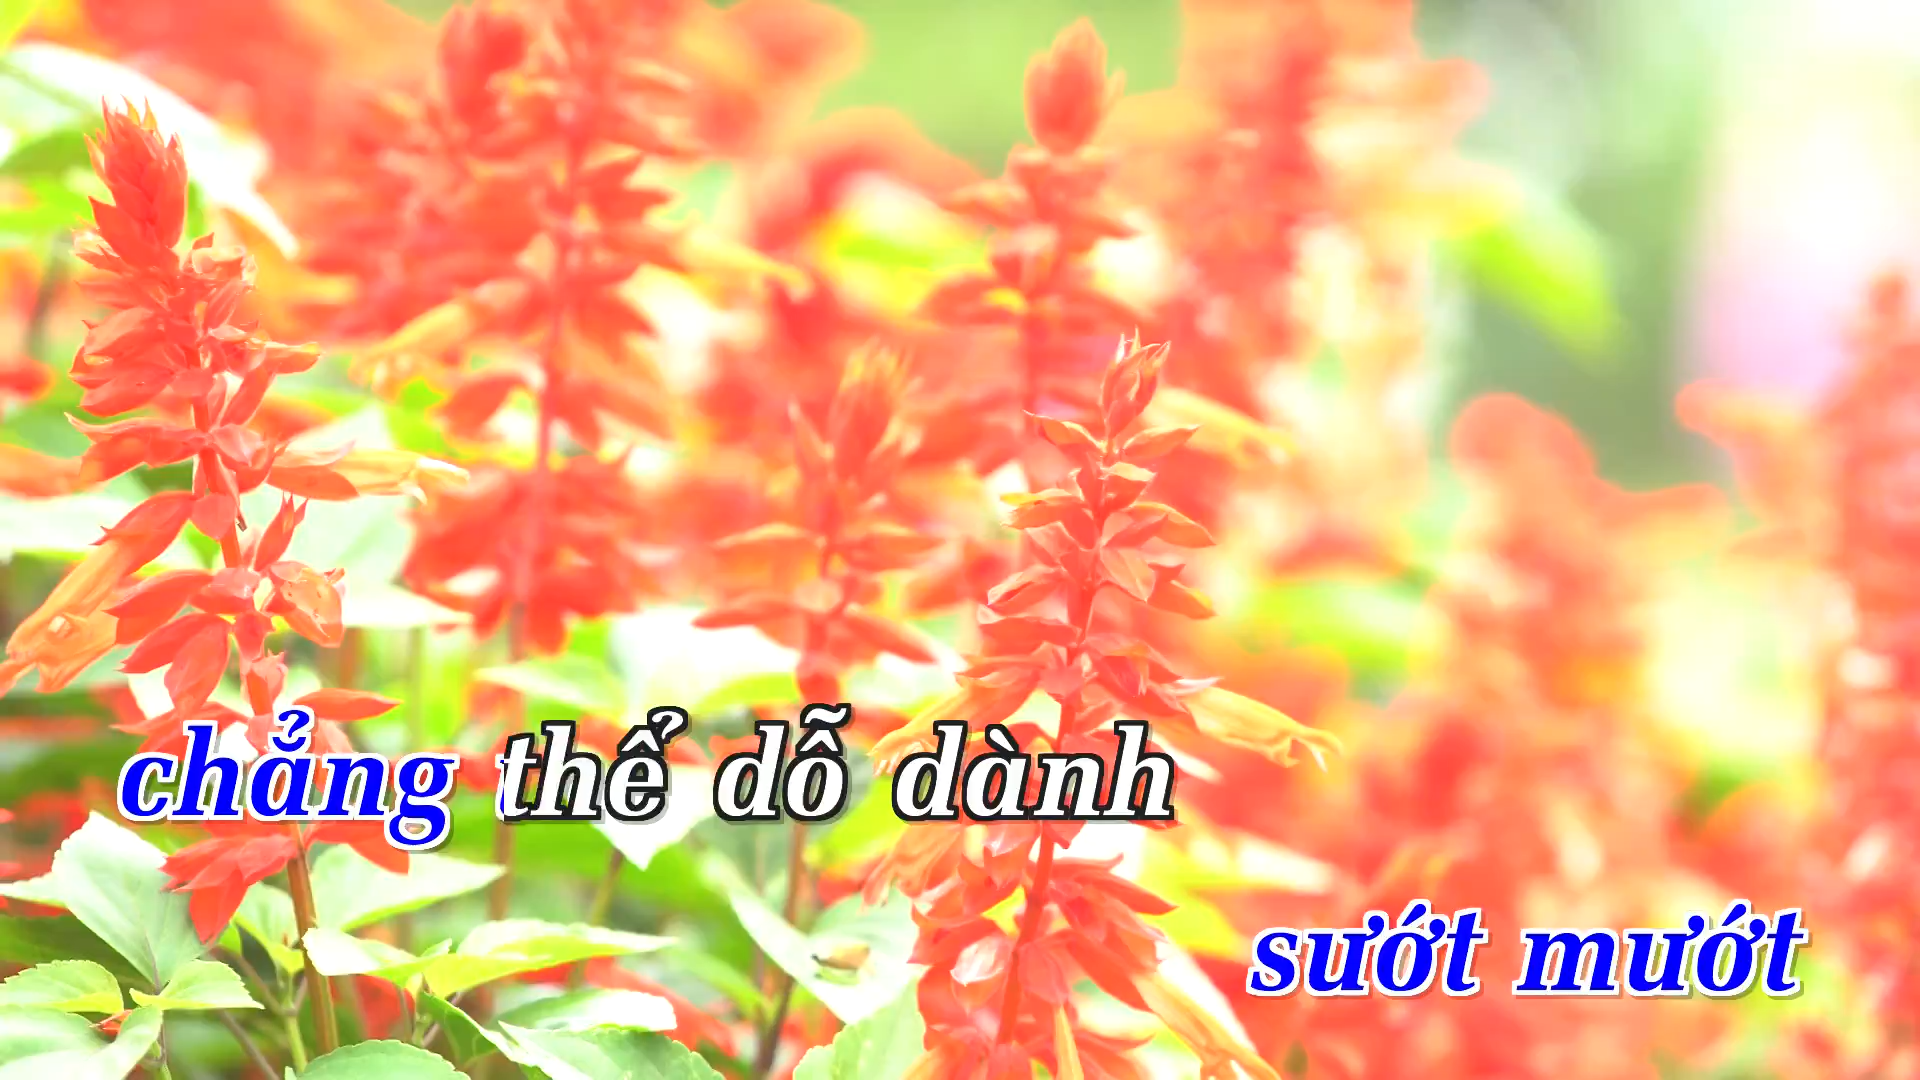 chẳng thể dỗ dành
sướt mướt